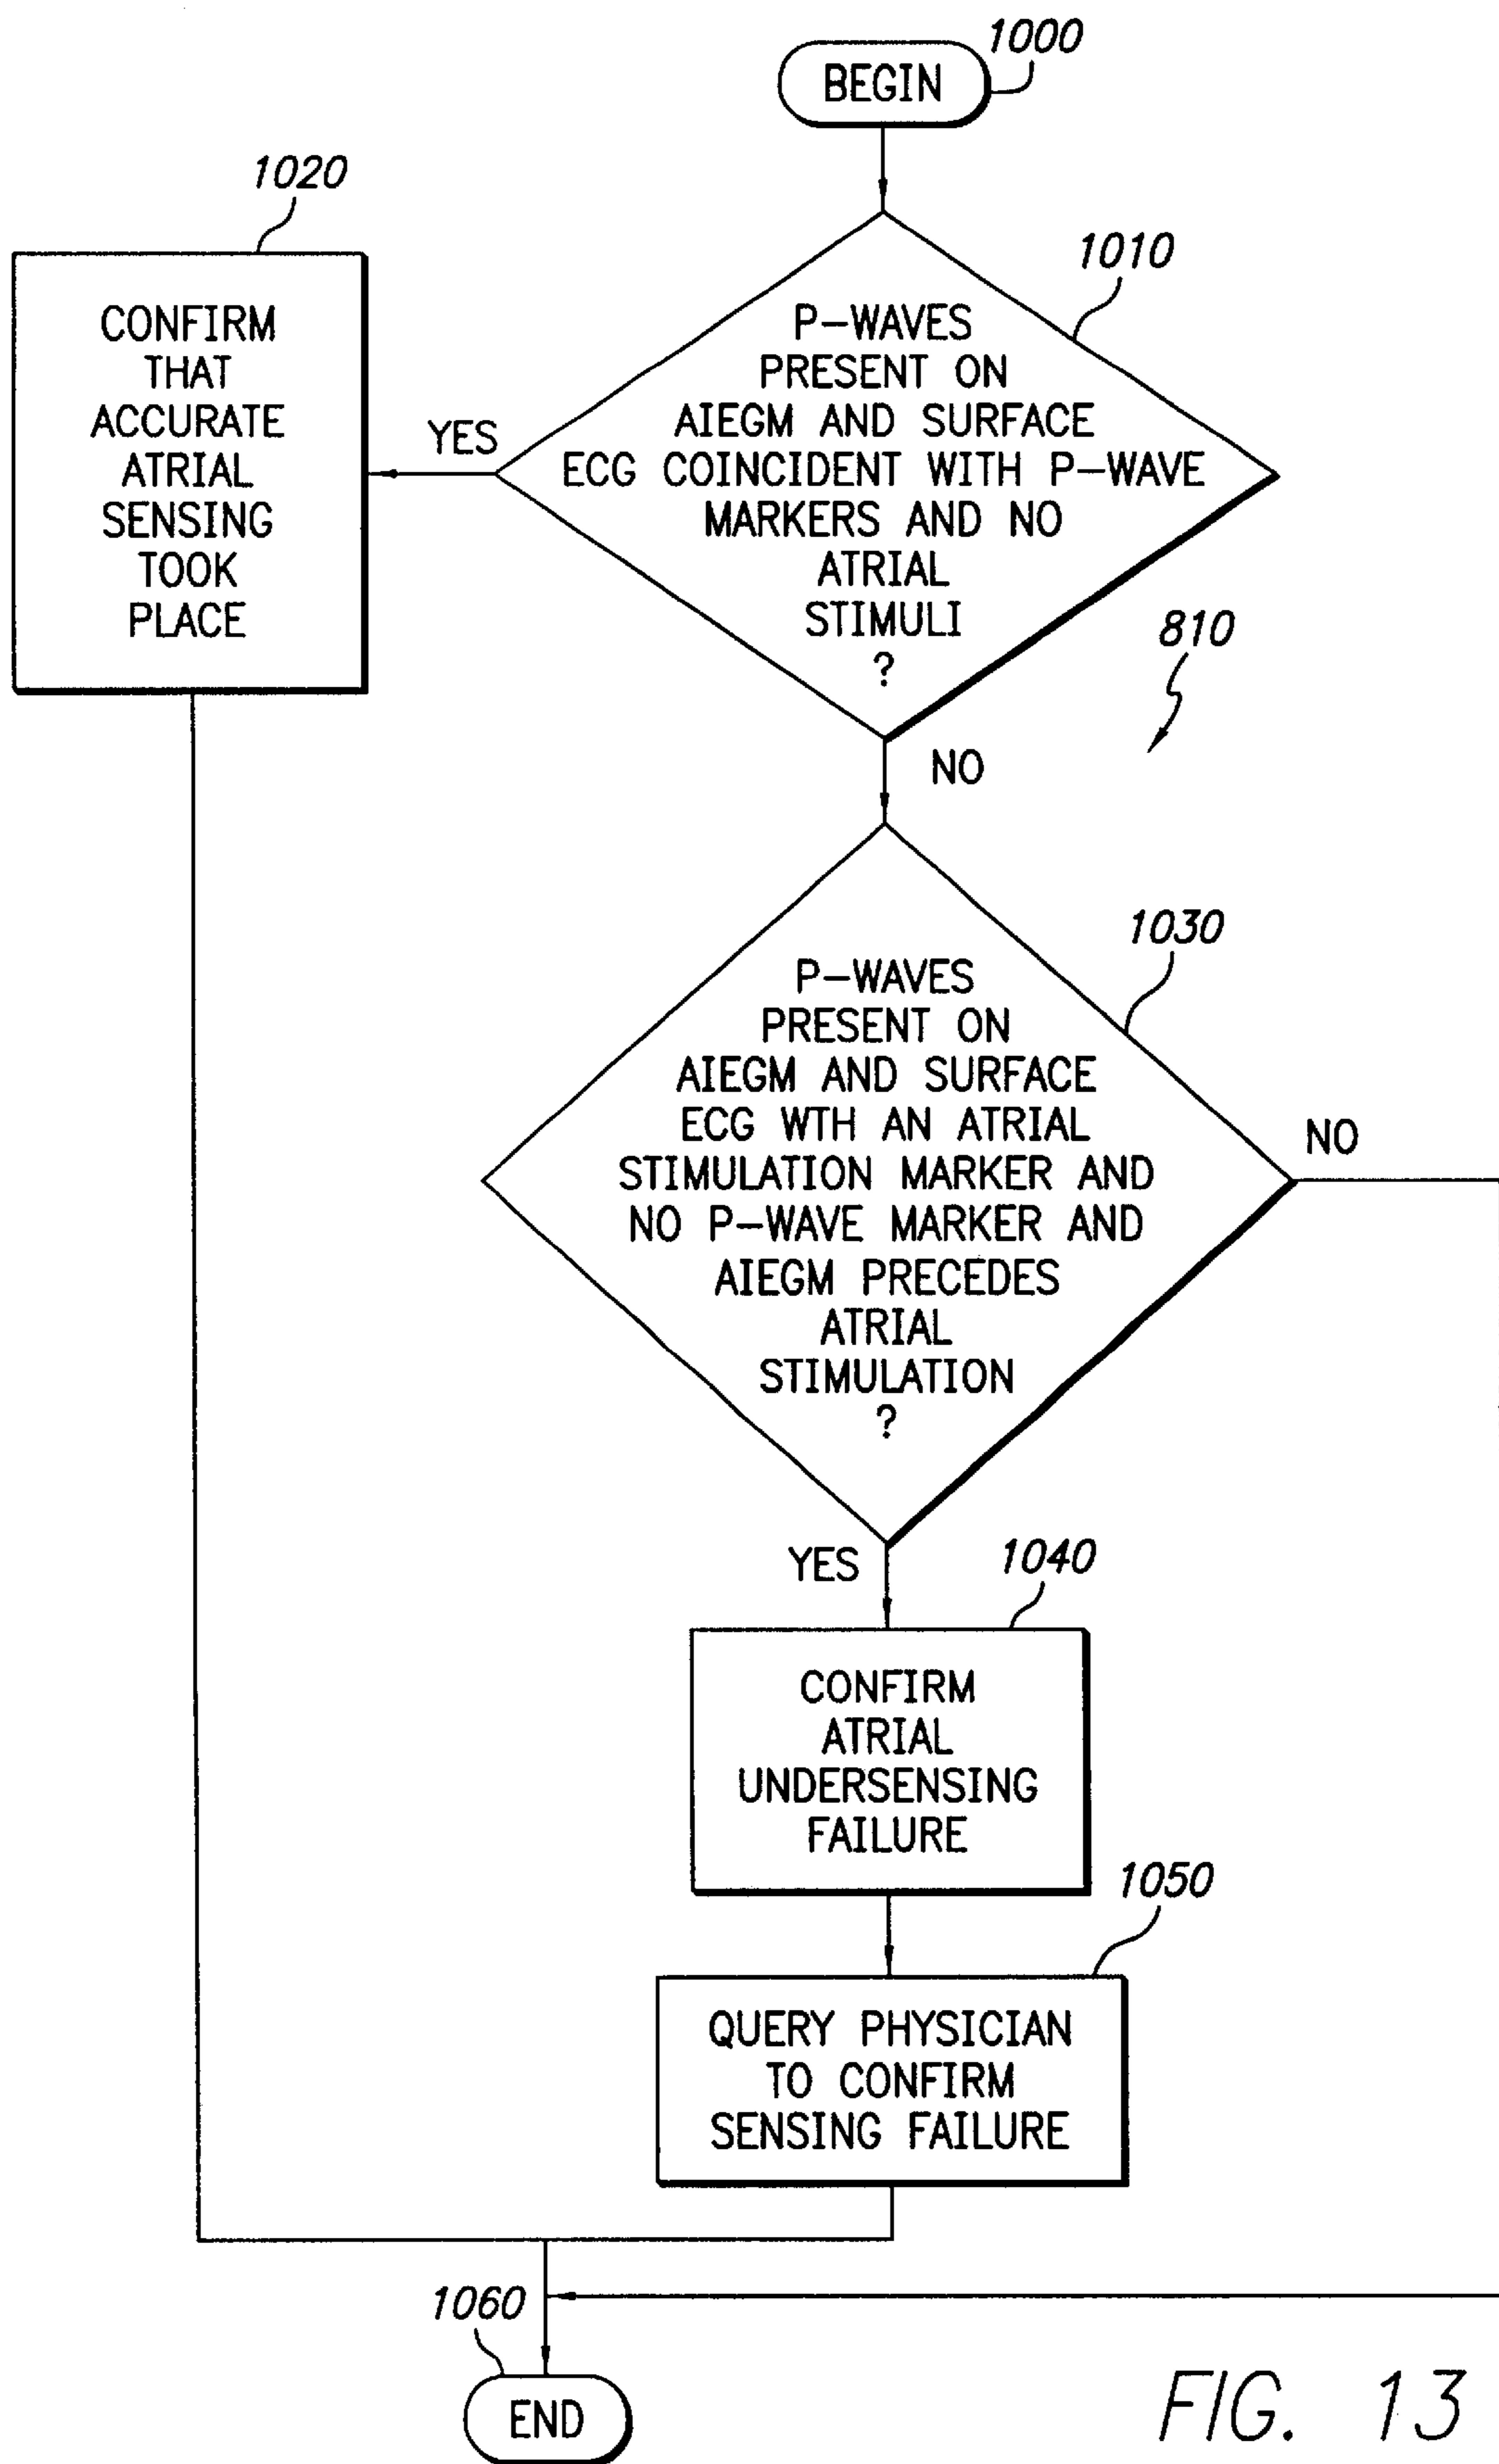 1000
BEGIN
1020
1010
CONFIRM
THAT
ACCURATE
ATRIAL
SENSING
TOOK
PLACE
YES
P-WAVES
PRESENT ON
AIEGM AND SURFACE
ECG COINCIDENT WITH P-WAVE
MARKERS AND NO
ATRIAL
STIMULI
?
810
NO
1030
P-WAVES
PRESENT ON
AIEGM AND SURFACE
ECG WTH AN ATRIAL
STIMULATION MARKER AND
NO P-WAVE MARKER AND
AIEGM PRECEDES
ATRIAL
STIMULATION
?
NO
YES
1040
CONFIRM
ATRIAL
UNDERSENSING
FAILURE
1050
QUERY PHYSICIAN
TO CONFIRM
SENSING FAILURE
1060
END
FIG. 13